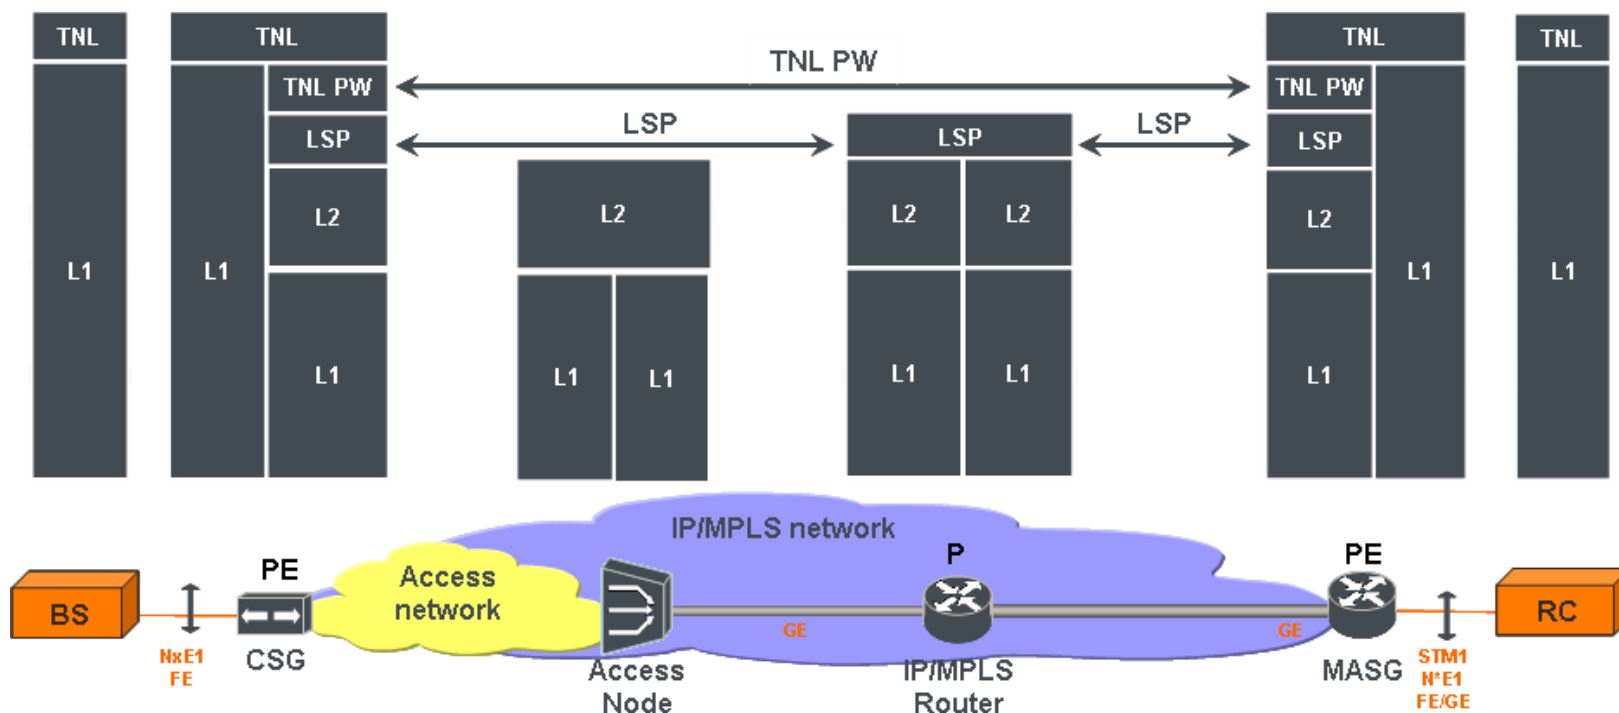 TNL
TNL
TNL
TNL
TNL PW
TNL PW
TNL PW
LSP
LSP
LSP
LSP
LSP
L2
L2
L2
L2
L2
L1
L1
L1
L1
L1
L1
L1
L1
L1
L1
IP/MPLS network
PE
P
PE
Access
network
BS
RC
NxE1
FE
CSG
GE
GE
Access
Node
IP/MPLS
Router
MASG
STM1
N*E1
FE/GE